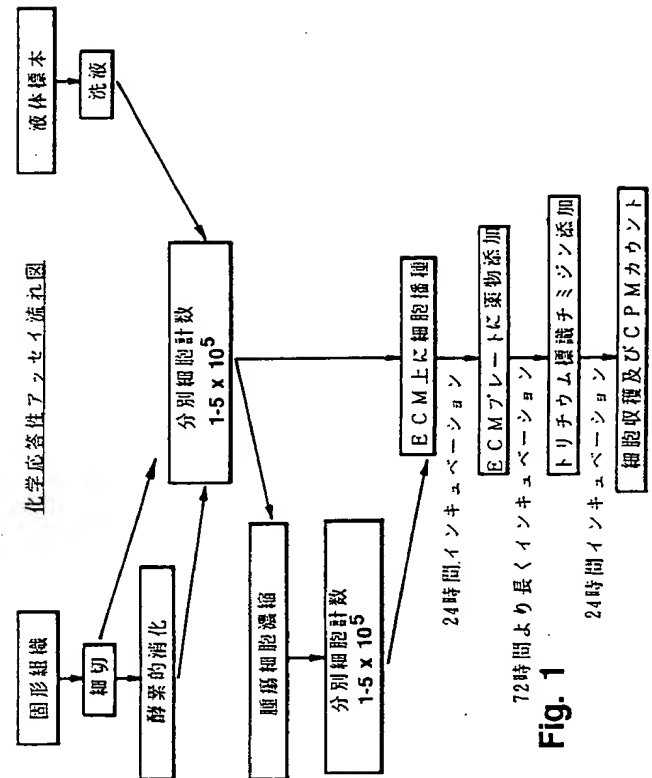 化学応答性アッセイ流れ図
固形組織
細切
酵素的消化
液体標本
洗液
分別細胞計数
1-5 x 10⁵
腫瘍細胞濃縮
分別細胞計数
1-5 x 10⁵
ECM上に細胞播種
24時間インキュベーション
ECMプレートに薬物添加
72時間より長くインキュベーション
トリチウム標識チミジン添加
24時間インキュベーション
細胞収穫及びCPMカウント
Fig. 1